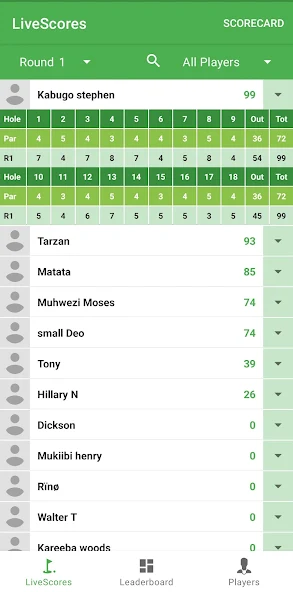 LiveScores SCORECARD
Round 1 All Players
Kabugo stephen 99
Hole 1 2 3 4 5 6 7 8 9 Out Tot
Par 4 5 4 3 4 4 3 5 4 36 72
R1 7 4 7 8 7 4 5 8 4 54 99
Hole 10 11 12 13 14 15 16 17 18 Out Tot
Par 4 3 4 5 4 3 4 4 5 36 72
R1 5 4 6 7 5 5 5 3 5 45 99
Tarzan 93
Matata 85
Muhwezi Moses 74
small Deo 74
Tony 39
Hillary N 26
Dickson 0
Mukiibi henry 0
Rïnø 0
Walter T 0
Kareeba woods 0
LiveScores Leaderboard Players